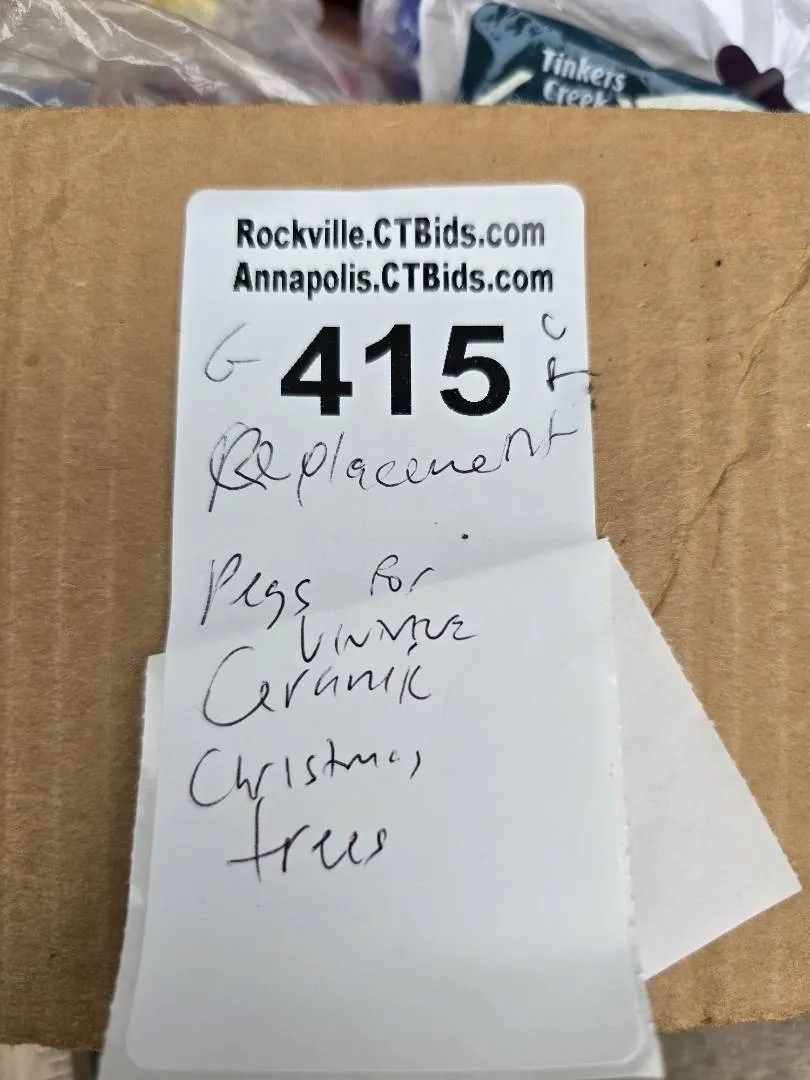 Tinkers
Creek
Rockville.CTBids.com
Annapolis.CTBids.com
G 415
Replacement
Pegs for
Vintage
Ceramic
Christmas
trees